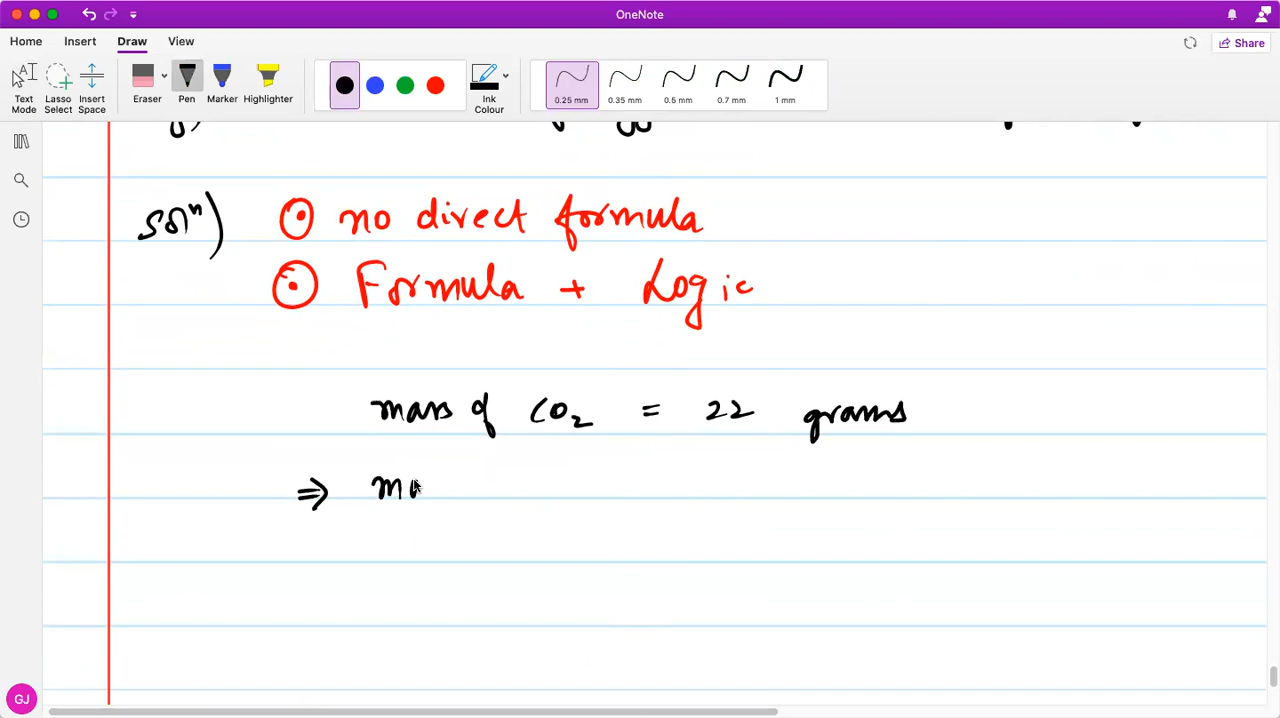 OneNote
Home Insert Draw View
Share
Text Mode
Lasso Select
Insert Space
Eraser
Pen
Marker
Highlighter
Ink Colour
0.25 mm
0.35 mm
0.5 mm
0.7 mm
1 mm
Solⁿ) ⊙ no direct formula
⊙ Formula + Logic
mass of CO₂ = 22 grams
⇒ m
GJ